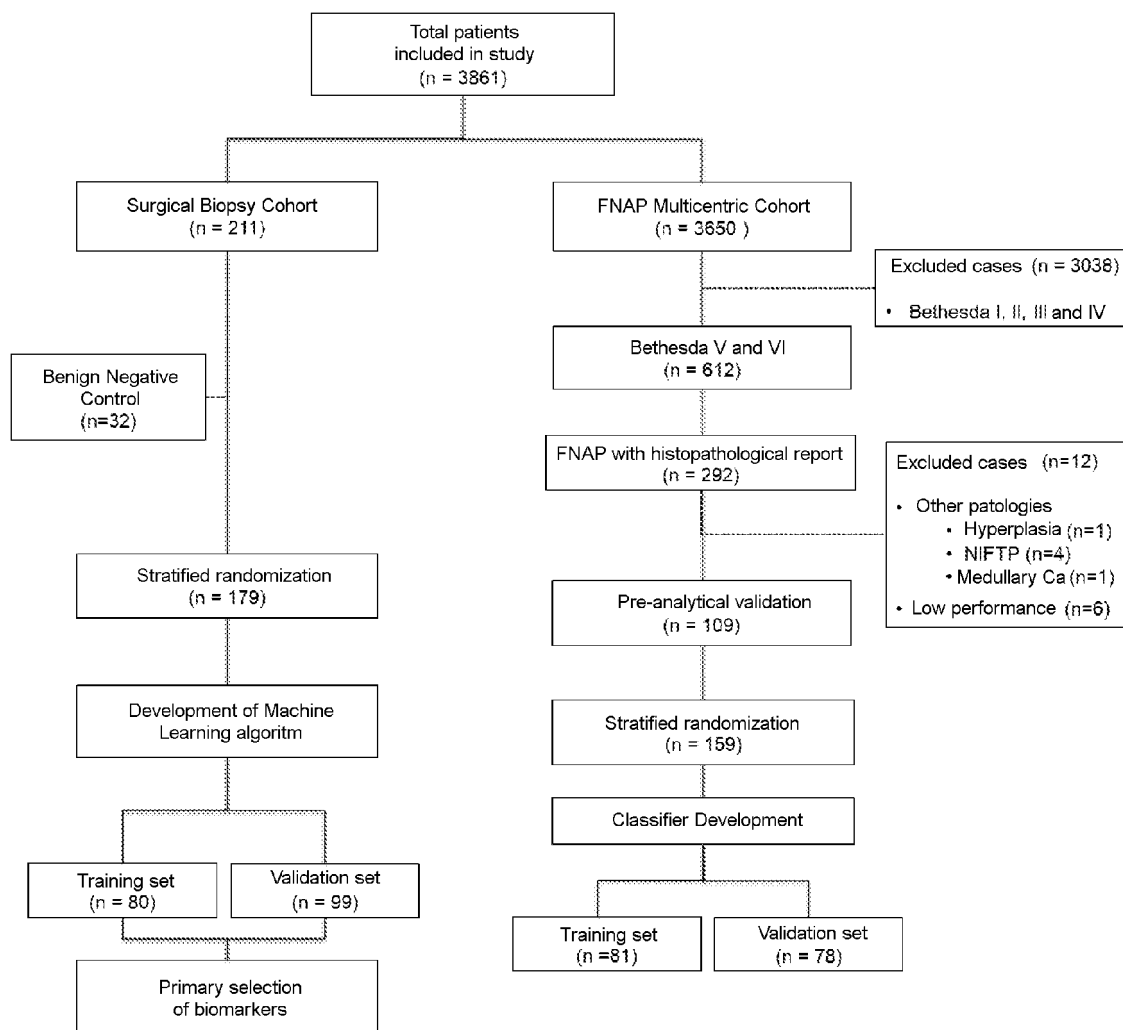 Total patients
included in study
(n = 3861)
Surgical Biopsy Cohort
(n = 211)
FNAP Multicentric Cohort
(n = 3650 )
Excluded cases (n = 3038)
• Bethesda I, II, III and IV
Bethesda V and VI
(n = 612)
Benign Negative
Control
(n=32)
FNAP with histopathological report
(n = 292)
Excluded cases (n=12)
• Other patologies
• Hyperplasia (n=1)
• NIFTP (n=4)
• Medullary Ca (n=1)
• Low performance (n=6)
Stratified randomization
(n = 179)
Pre-analytical validation
(n = 109)
Development of Machine
Learning algoritm
Stratified randomization
(n = 159)
Classifier Development
Training set
(n = 80)
Validation set
(n = 99)
Training set
(n =81)
Validation set
(n = 78)
Primary selection
of biomarkers